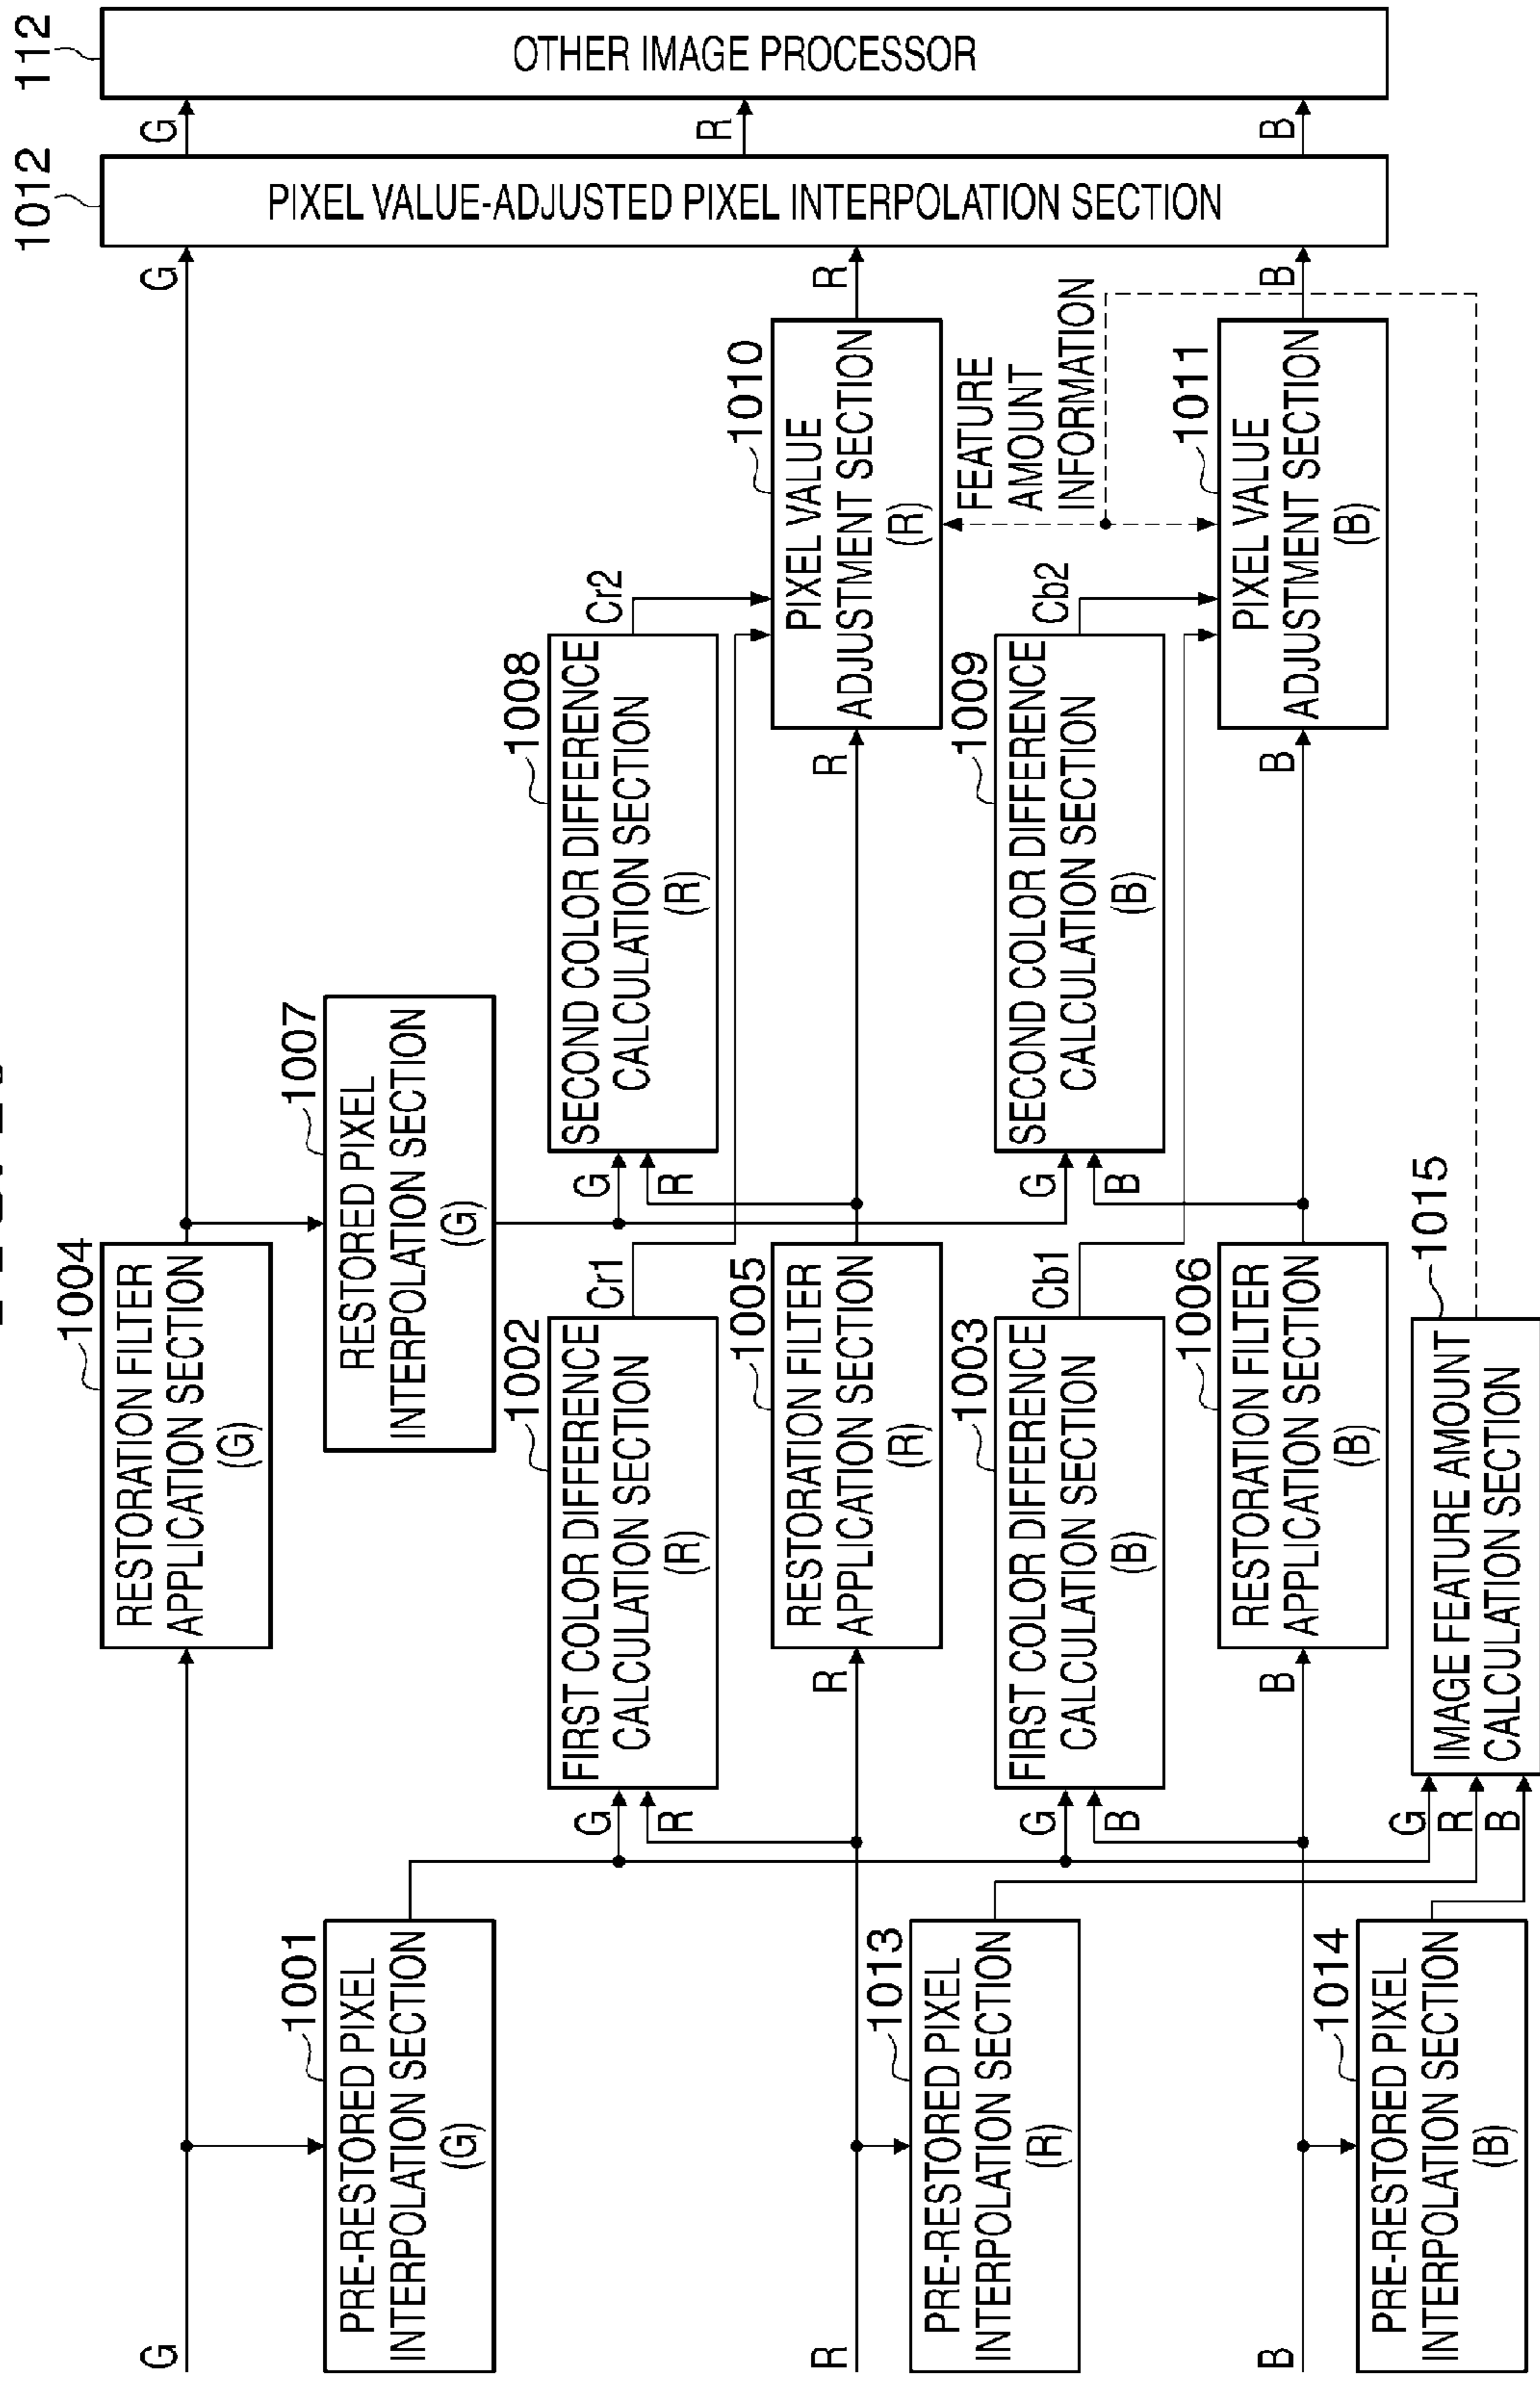 G
1001
PRE-RESTORED PIXEL
INTERPOLATION SECTION
(G)
1004
RESTORATION FILTER
APPLICATION SECTION
(G)
1007
RESTORED PIXEL
INTERPOLATION SECTION
(G)
G
R
1013
PRE-RESTORED PIXEL
INTERPOLATION SECTION
(R)
G
R
1002
FIRST COLOR DIFFERENCE
CALCULATION SECTION
(R)
Cr1
R
1005
RESTORATION FILTER
APPLICATION SECTION
(R)
G
R
1008
SECOND COLOR DIFFERENCE
CALCULATION SECTION
(R)
Cr2
R
1010
PIXEL VALUE
ADJUSTMENT SECTION
(R)
R
FEATURE
AMOUNT
INFORMATION
B
1014
PRE-RESTORED PIXEL
INTERPOLATION SECTION
(B)
G
B
1003
FIRST COLOR DIFFERENCE
CALCULATION SECTION
(B)
Cb1
B
1006
RESTORATION FILTER
APPLICATION SECTION
(B)
G
B
1009
SECOND COLOR DIFFERENCE
CALCULATION SECTION
(B)
Cb2
B
1011
PIXEL VALUE
ADJUSTMENT SECTION
(B)
B
G
R
B
1015
IMAGE FEATURE AMOUNT
CALCULATION SECTION
1012
PIXEL VALUE-ADJUSTED PIXEL INTERPOLATION SECTION
G
R
B
112
OTHER IMAGE PROCESSOR